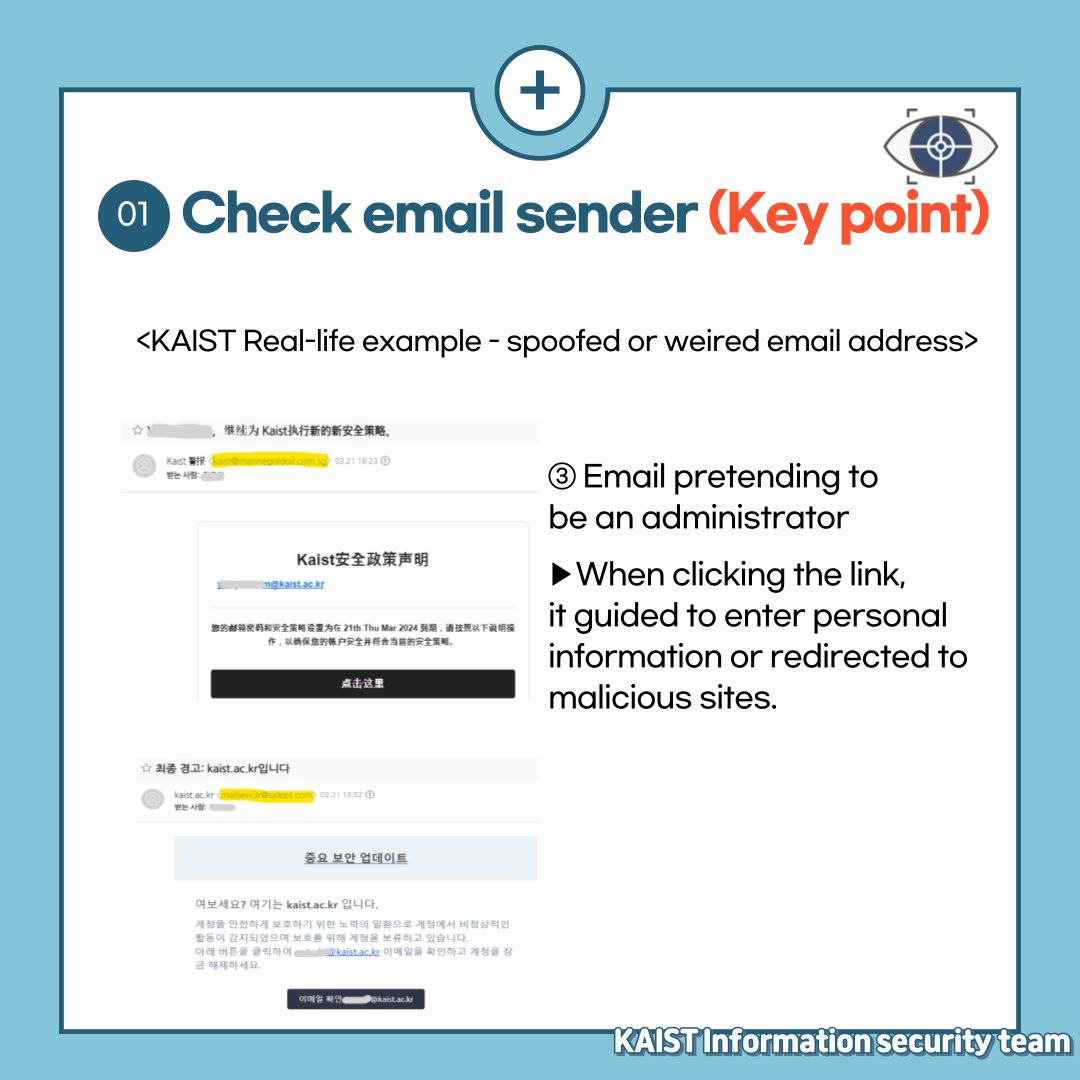 01 Check email sender (Key point)
<KAIST Real-life example - spoofed or weired email address>
, 继续为 Kaist执行新的新安全策略。
Kaist 警报 <kaist@marinegoldoil.com.sg> 03.21 18:23
받는 사람:
Kaist安全政策声明
m@kaist.ac.kr
您的邮箱密码和安全策略设置为在 21th Thu Mar 2024 到期，请按照以下说明操
作，以确保您的帐户安全并符合当前的安全策略。
点击这里
③ Email pretending to
be an administrator
▶When clicking the link,
it guided to enter personal
information or redirected to
malicious sites.
최종 경고: kaist.ac.kr입니다
kaist.ac.kr <mailserv3r@sjdept.com> 02.21 13:52
받는 사람:
중요 보안 업데이트
여보세요? 여기는 kaist.ac.kr 입니다.
계정을 안전하게 보호하기 위한 노력의 일환으로 계정에서 비정상적인
활동이 감지되었으며 보호를 위해 계정을 보류하고 있습니다.
아래 버튼을 클릭하여 @kaist.ac.kr 이메일을 확인하고 계정을 잠
금 해제하세요.
이메일 확인 @kaist.ac.kr
KAIST Information security team